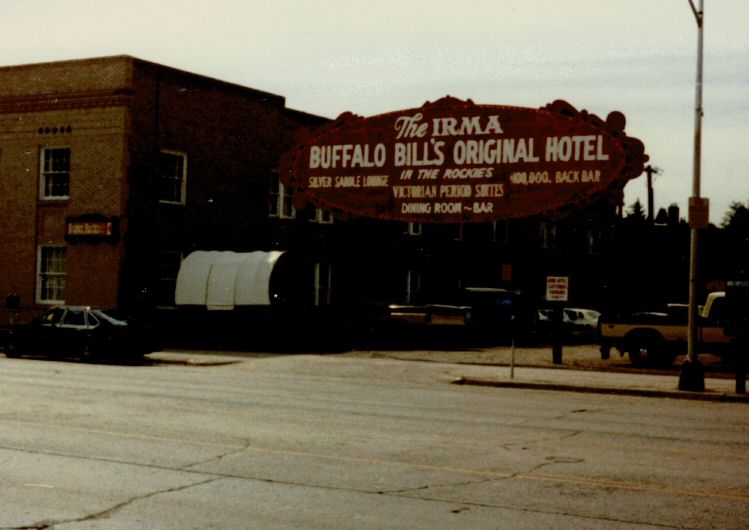 The IRMA
BUFFALO BILL'S ORIGINAL HOTEL
IN THE ROCKIES
SILVER SADDLE LOUNGE
VICTORIAN PERIOD SUITES
100,000. BACK BAR
DINING ROOM ~ BAR